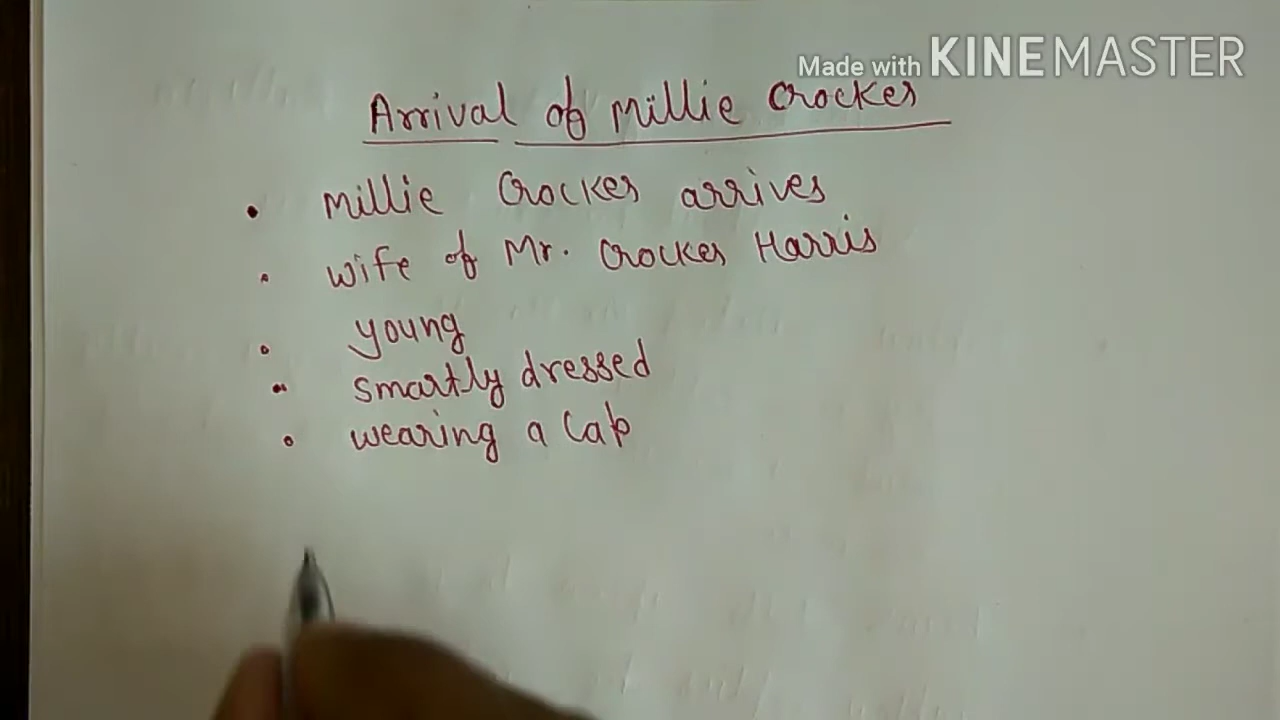 Made with KINEMASTER
Arrival of Millie Crocker
• Millie Crocker arrives
• wife of Mr. Crocker Harris
• young
• smartly dressed
• wearing a cap